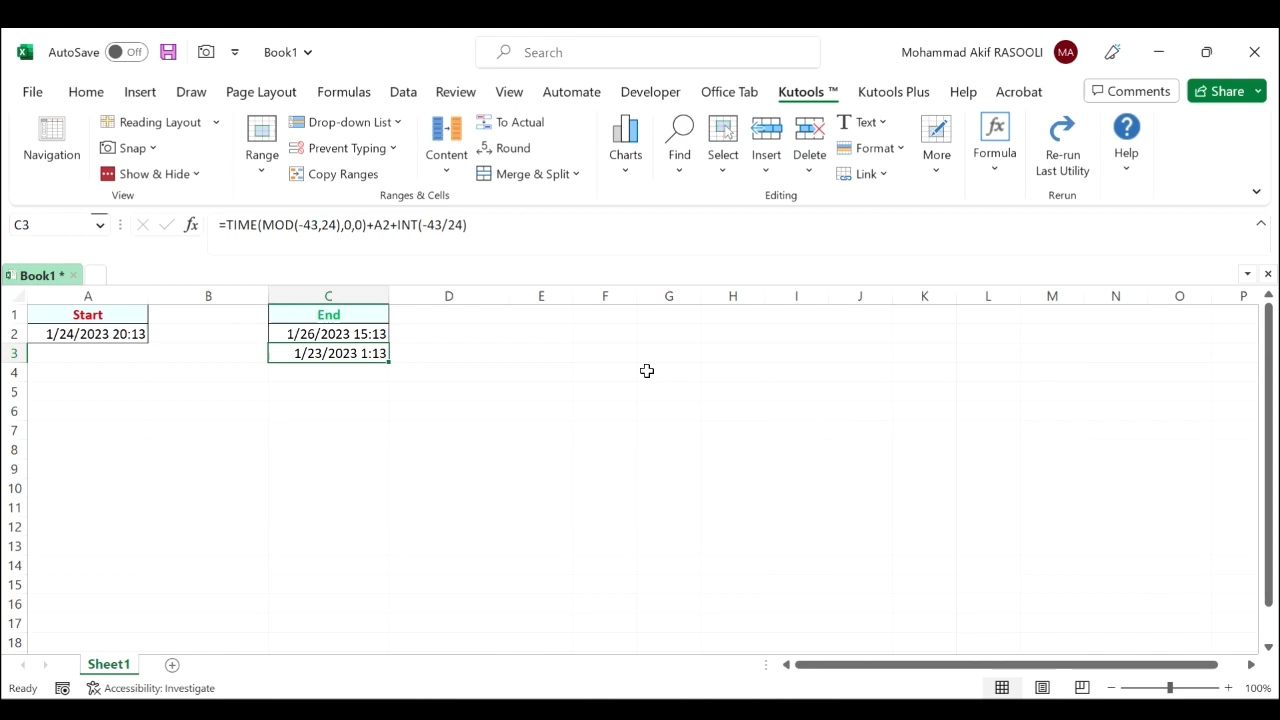 AutoSave Off Book1 Search Mohammad Akif RASOOLI MA
File Home Insert Draw Page Layout Formulas Data Review View Automate Developer Office Tab Kutools ™ Kutools Plus Help Acrobat Comments Share
Navigation
Reading Layout
Snap
Show & Hide
View
Range
Drop-down List
Prevent Typing
Copy Ranges
Content
To Actual
Round
Merge & Split
Ranges & Cells
Charts
Find
Select
Insert
Delete
Text
Format
Link
More
Editing
Formula
Re-run
Last Utility
Rerun
Help
C3 fx =TIME(MOD(-43,24),0,0)+A2+INT(-43/24)
Book1 *
A B C D E F G H I J K L M N O P
1 Start End
2 1/24/2023 20:13 1/26/2023 15:13
3 1/23/2023 1:13
4
5
6
7
8
9
10
11
12
13
14
15
16
17
18
Sheet1
Ready Accessibility: Investigate 100%